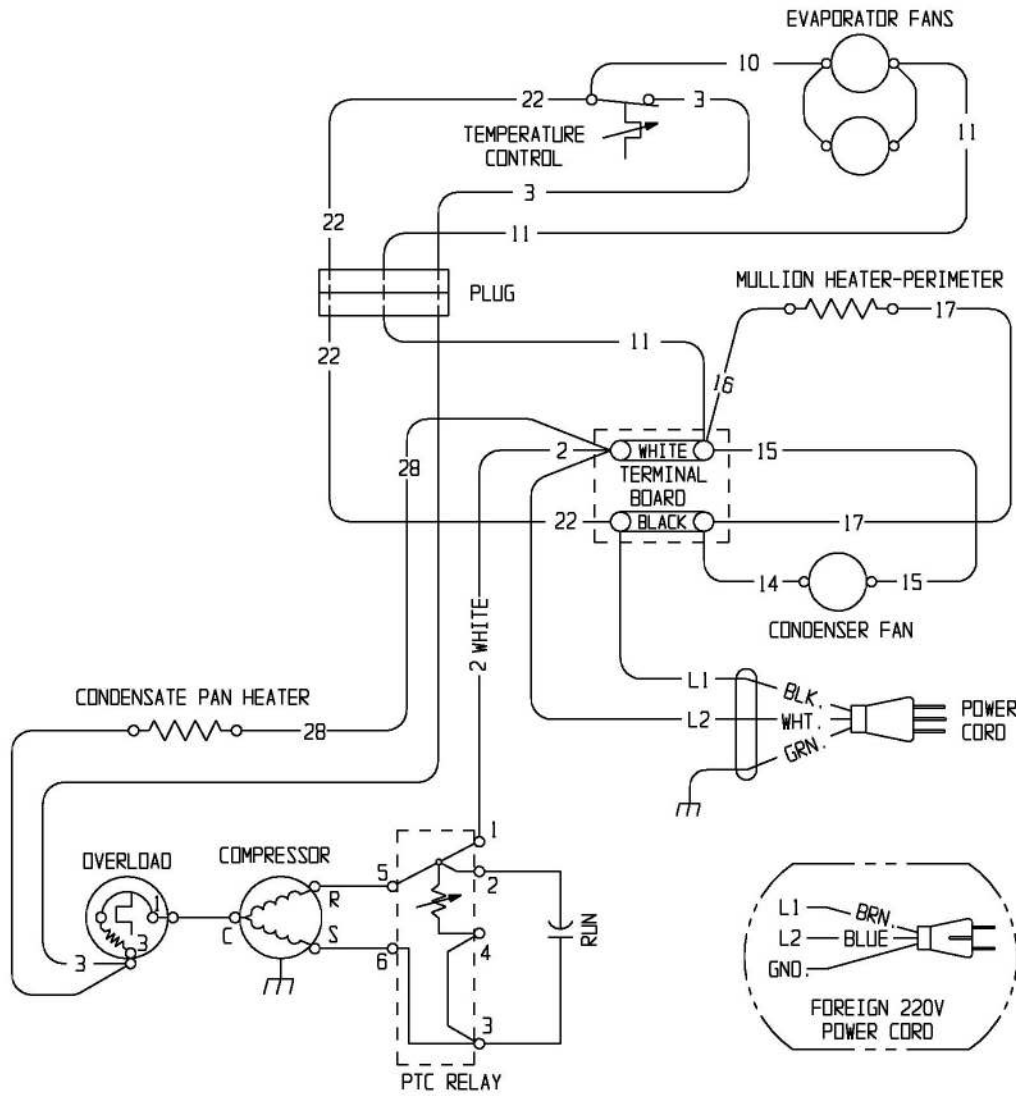 EVAPORATOR FANS
10
22
3
TEMPERATURE
CONTROL
11
3
22
11
PLUG
MULLION HEATER-PERIMETER
17
22
11
16
28
2
WHITE
15
TERMINAL
BOARD
22
BLACK
17
14
15
CONDENSER FAN
2 WHITE
CONDENSATE PAN HEATER
28
L1
BLK.
L2
WHT.
GRN.
POWER
CORD
OVERLOAD
COMPRESSOR
1
5
2
1
R
C
S
3
3
6
4
RUN
3
PTC RELAY
L1
BRN.
L2
BLUE
GND.
FOREIGN 220V
POWER CORD